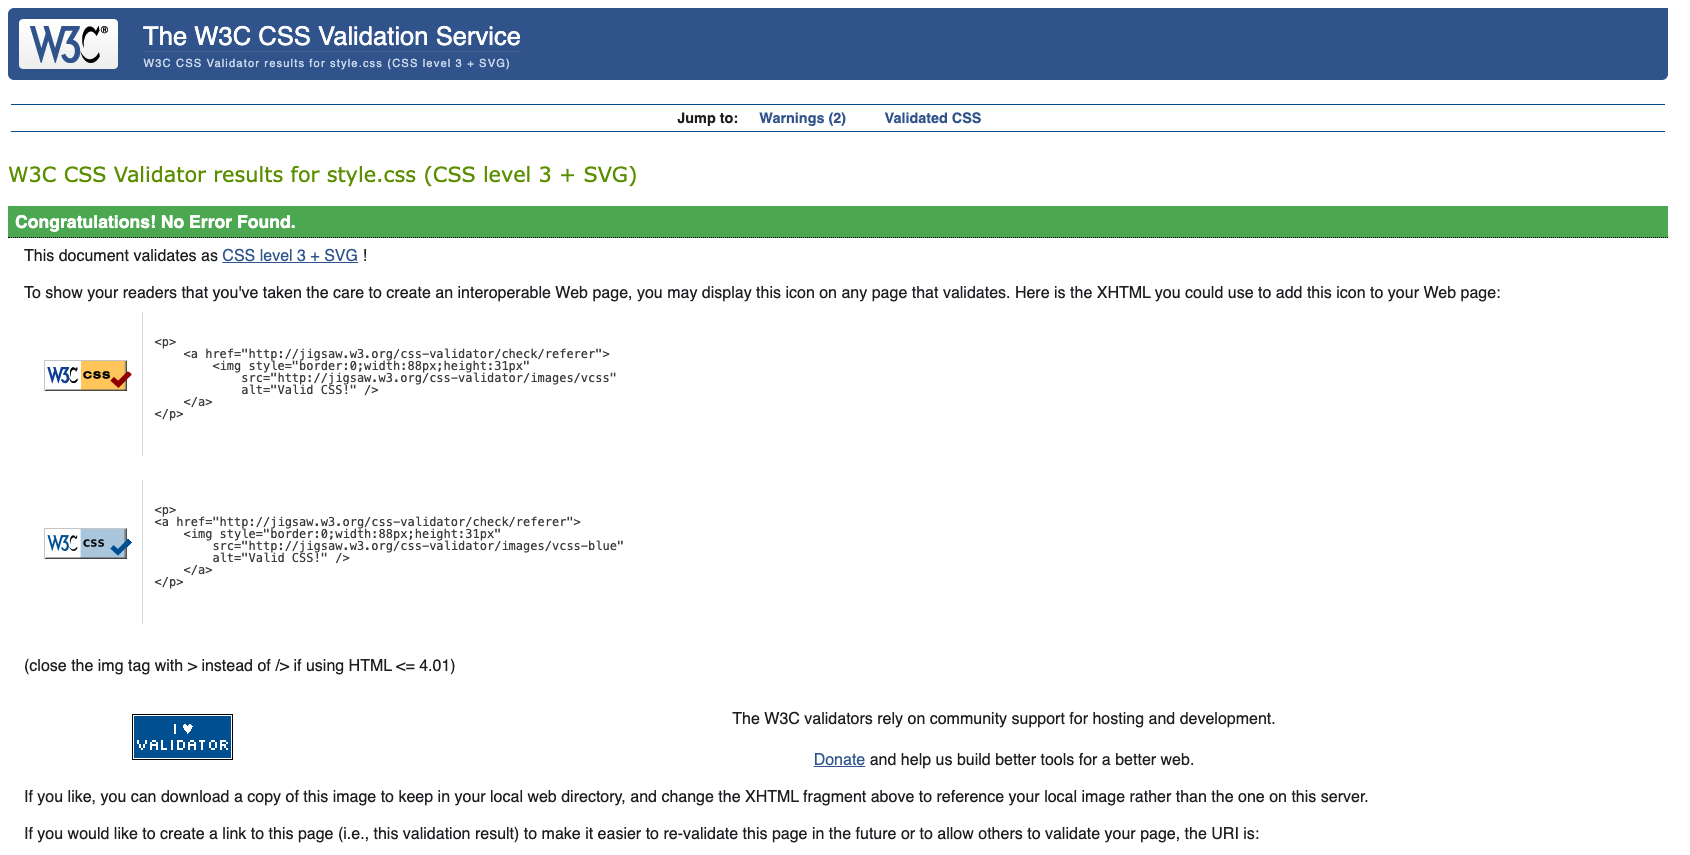 W3C®
The W3C CSS Validation Service
W3C CSS Validator results for style.css (CSS level 3 + SVG)
Jump to: Warnings (2) Validated CSS
W3C CSS Validator results for style.css (CSS level 3 + SVG)
Congratulations! No Error Found.
This document validates as CSS level 3 + SVG !
To show your readers that you've taken the care to create an interoperable Web page, you may display this icon on any page that validates. Here is the XHTML you could use to add this icon to your Web page:
W3C css
<p>
    <a href="http://jigsaw.w3.org/css-validator/check/referer">
        <img style="border:0;width:88px;height:31px"
            src="http://jigsaw.w3.org/css-validator/images/vcss"
            alt="Valid CSS!" />
    </a>
</p>
W3C css
<p>
<a href="http://jigsaw.w3.org/css-validator/check/referer">
    <img style="border:0;width:88px;height:31px"
        src="http://jigsaw.w3.org/css-validator/images/vcss-blue"
        alt="Valid CSS!" />
    </a>
</p>
(close the img tag with > instead of /> if using HTML <= 4.01)
I ♥
VALIDATOR
The W3C validators rely on community support for hosting and development.
Donate and help us build better tools for a better web.
If you like, you can download a copy of this image to keep in your local web directory, and change the XHTML fragment above to reference your local image rather than the one on this server.
If you would like to create a link to this page (i.e., this validation result) to make it easier to re-validate this page in the future or to allow others to validate your page, the URI is: